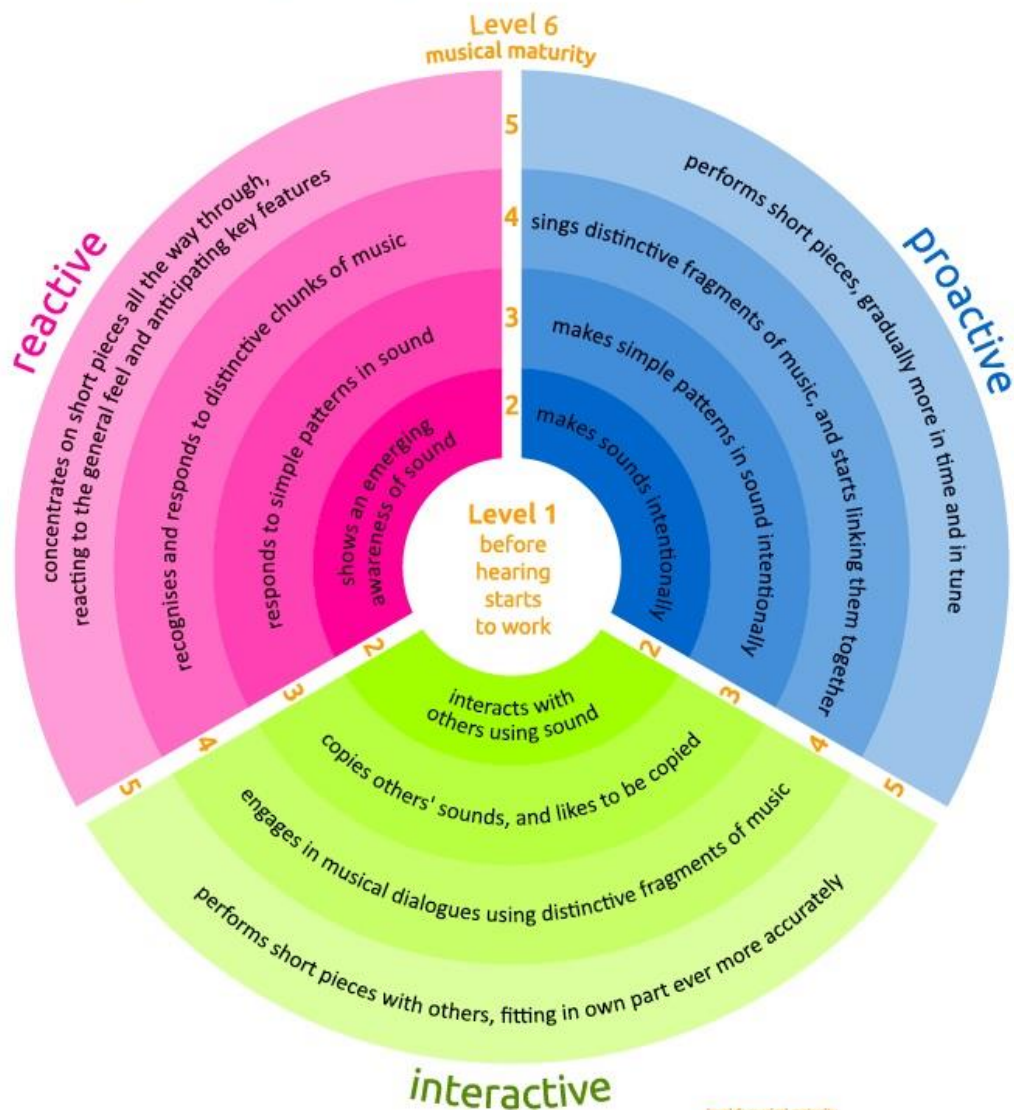 Level 6
musical maturity
reactive
proactive
interactive
5
4
3
2
concentrates on short pieces all the way through,
reacting to the general feel and anticipating key features
recognises and responds to distinctive chunks of music
responds to simple patterns in sound
shows an emerging
awareness of sound
performs short pieces, gradually more in time and in tune
sings distinctive fragments of music, and starts linking them together
makes simple patterns in sound intentionally
makes sounds intentionally
Level 1
before
hearing
starts
to work
2
3
4
5
2
3
4
5
interacts with
others using sound
copies others' sounds, and likes to be copied
engages in musical dialogues using distinctive fragments of music
performs short pieces with others, fitting in own part ever more accurately